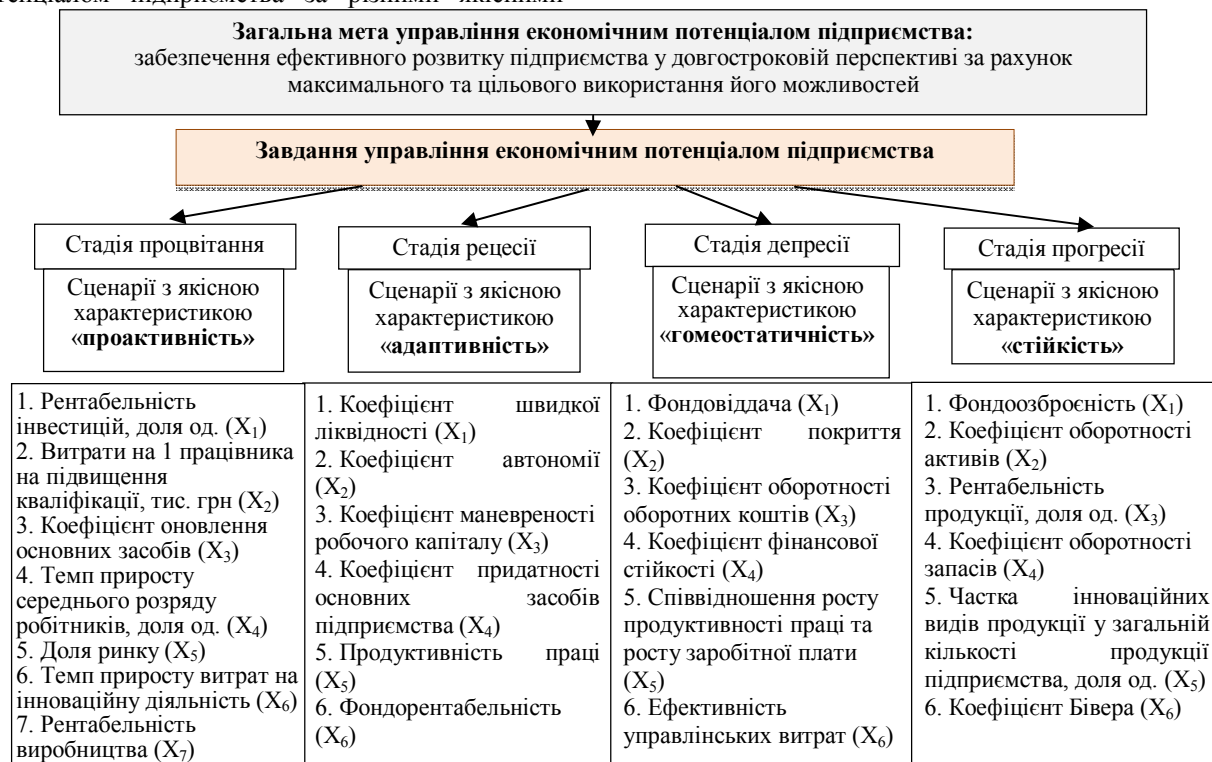 тенціалом підприємства за різними якісними
Загальна мета управління економічним потенціалом підприємства:
забезпечення ефективного розвитку підприємства у довгостроковій перспективі за рахунок
максимального та цільового використання його можливостей
Завдання управління економічним потенціалом підприємства
Стадія процвітання
Сценарії з якісною
характеристикою
«проактивність»
1. Рентабельність
інвестицій, доля од. (X₁)
2. Витрати на 1 працівника
на підвищення
кваліфікації, тис. грн (X₂)
3. Коефіцієнт оновлення
основних засобів (X₃)
4. Темп приросту
середнього розряду
робітників, доля од. (X₄)
5. Доля ринку (X₅)
6. Темп приросту витрат на
інноваційну діяльність (X₆)
7. Рентабельність
виробництва (X₇)
Стадія рецесії
Сценарії з якісною
характеристикою
«адаптивність»
1. Коефіцієнт швидкої
ліквідності (X₁)
2. Коефіцієнт автономії
(X₂)
3. Коефіцієнт маневреності
робочого капіталу (X₃)
4. Коефіцієнт придатності
основних засобів
підприємства (X₄)
5. Продуктивність праці
(X₅)
6. Фондорентабельність
(X₆)
Стадія депресії
Сценарії з якісною
характеристикою
«гомеостатичність»
1. Фондовіддача (X₁)
2. Коефіцієнт покриття
(X₂)
3. Коефіцієнт оборотності
оборотних коштів (X₃)
4. Коефіцієнт фінансової
стійкості (X₄)
5. Співвідношення росту
продуктивності праці та
росту заробітної плати
(X₅)
6. Ефективність
управлінських витрат (X₆)
Стадія прогресії
Сценарії з якісною
характеристикою
«стійкість»
1. Фондоозброєність (X₁)
2. Коефіцієнт оборотності
активів (X₂)
3. Рентабельність
продукції, доля од. (X₃)
4. Коефіцієнт оборотності
запасів (X₄)
5. Частка інноваційних
видів продукції у загальній
кількості продукції
підприємства, доля од. (X₅)
6. Коефіцієнт Бівера (X₆)